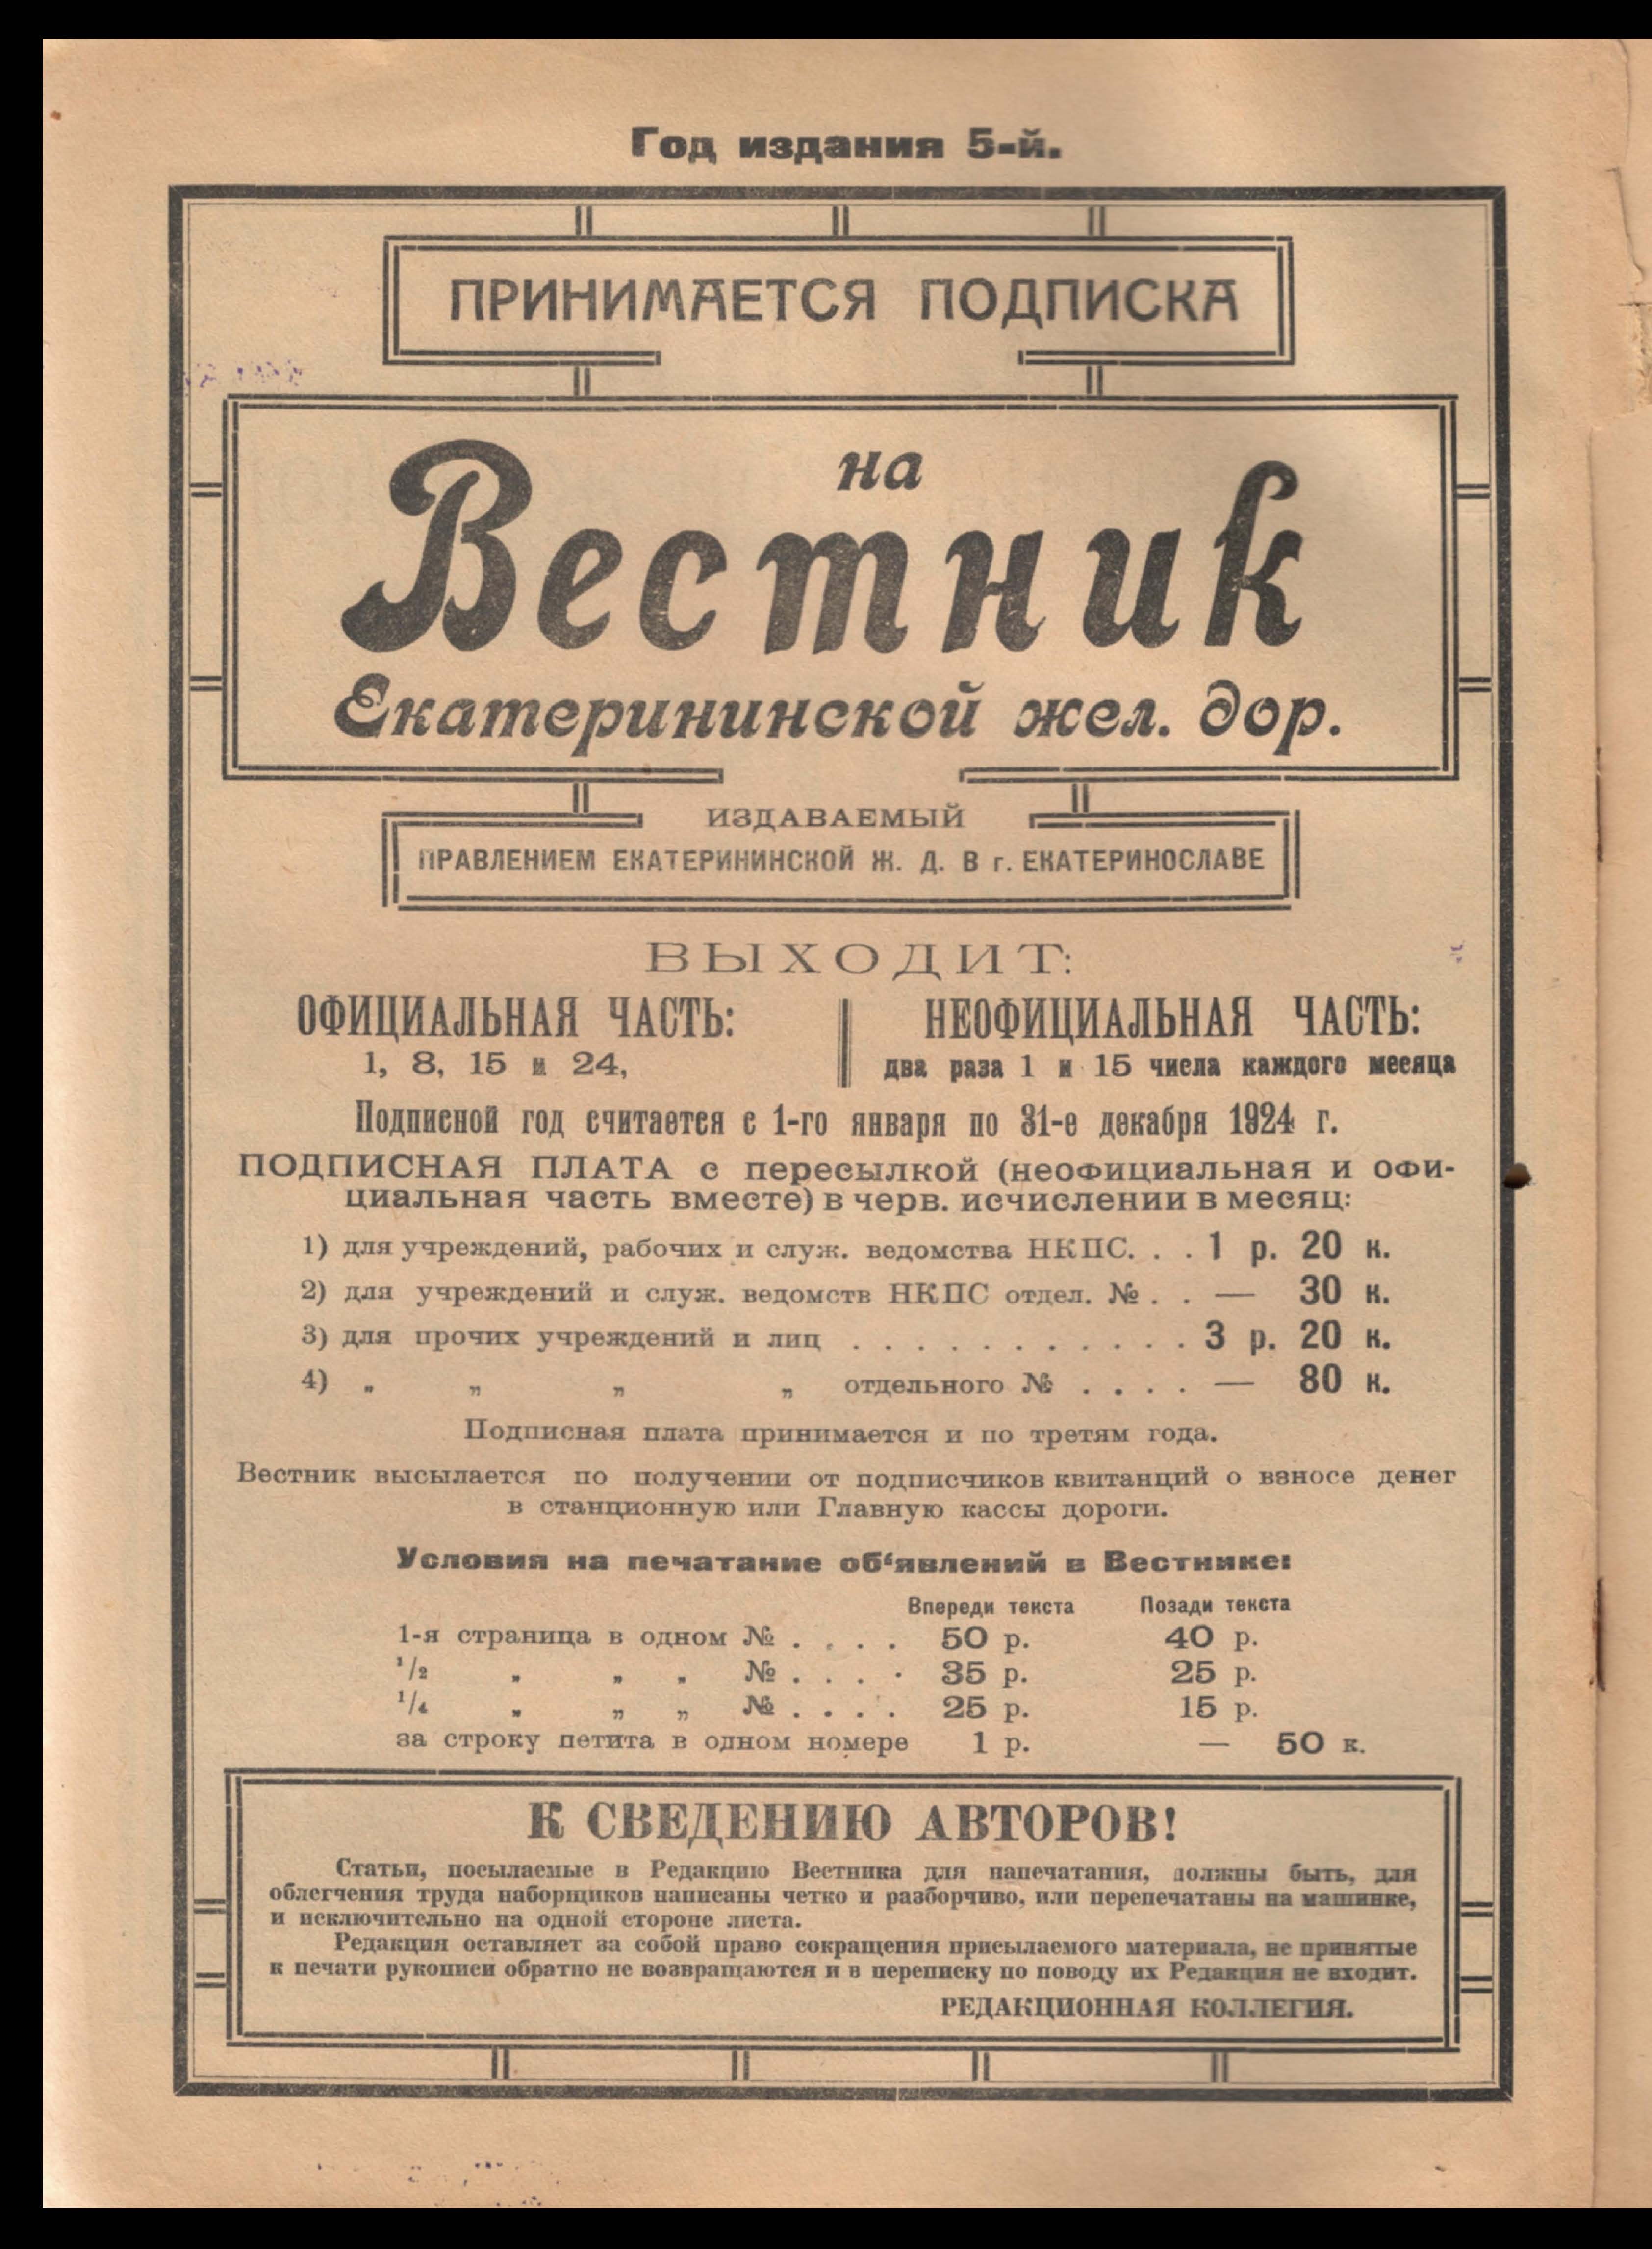 Год издания 5-й.
ПРИНИМАЕТСЯ ПОДПИСКА
на
Вестник
Екатерининской жел. дор.
ИЗДАВАЕМЫЙ
ПРАВЛЕНИЕМ ЕКАТЕРИНИНСКОЙ Ж. Д. В г. ЕКАТЕРИНОСЛАВЕ
ВЫХОДИТ:
ОФИЦИАЛЬНАЯ ЧАСТЬ:
1, 8, 15 и 24,
НЕОФИЦИАЛЬНАЯ ЧАСТЬ:
два раза 1 и 15 числа каждого месяца
Подписной год считается с 1-го января по 31-е декабря 1924 г.
ПОДПИСНАЯ ПЛАТА с пересылкой (неофициальная и офи-
циальная часть вместе) в черв. исчислении в месяц:
1) для учреждений, рабочих и служ. ведомства НКПС. . . 1 р. 20 к.
2) для учреждений и служ. ведомств НКПС отдел. № . . — 30 к.
3) для прочих учреждений и лиц . . . . . . . . . . . . 3 р. 20 к.
4) „ „ „ „ отдельного № . . . . — 80 к.
Подписная плата принимается и по третям года.
Вестник высылается по получении от подписчиков квитанций о взносе денег
в станционную или Главную кассы дороги.
Условия на печатание об‘явлений в Вестнике:
Впереди текста Позади текста
1-я страница в одном № . . . . 50 р. 40 р.
1/2 „ „ „ № . . . . 35 р. 25 р.
1/4 „ „ „ № . . . . 25 р. 15 р.
за строку петита в одном номере 1 р. — 50 к.
К СВЕДЕНИЮ АВТОРОВ!
Статьи, посылаемые в Редакцию Вестника для напечатания, должны быть, для
облегчения труда наборщиков написаны четко и разборчиво, или перепечатаны на машинке,
и исключительно на одной стороне листа.
Редакция оставляет за собой право сокращения присылаемого материала, не принятые
к печати рукописи обратно не возвращаются и в переписку по поводу их Редакция не входит.
РЕДАКЦИОННАЯ КОЛЛЕГИЯ.